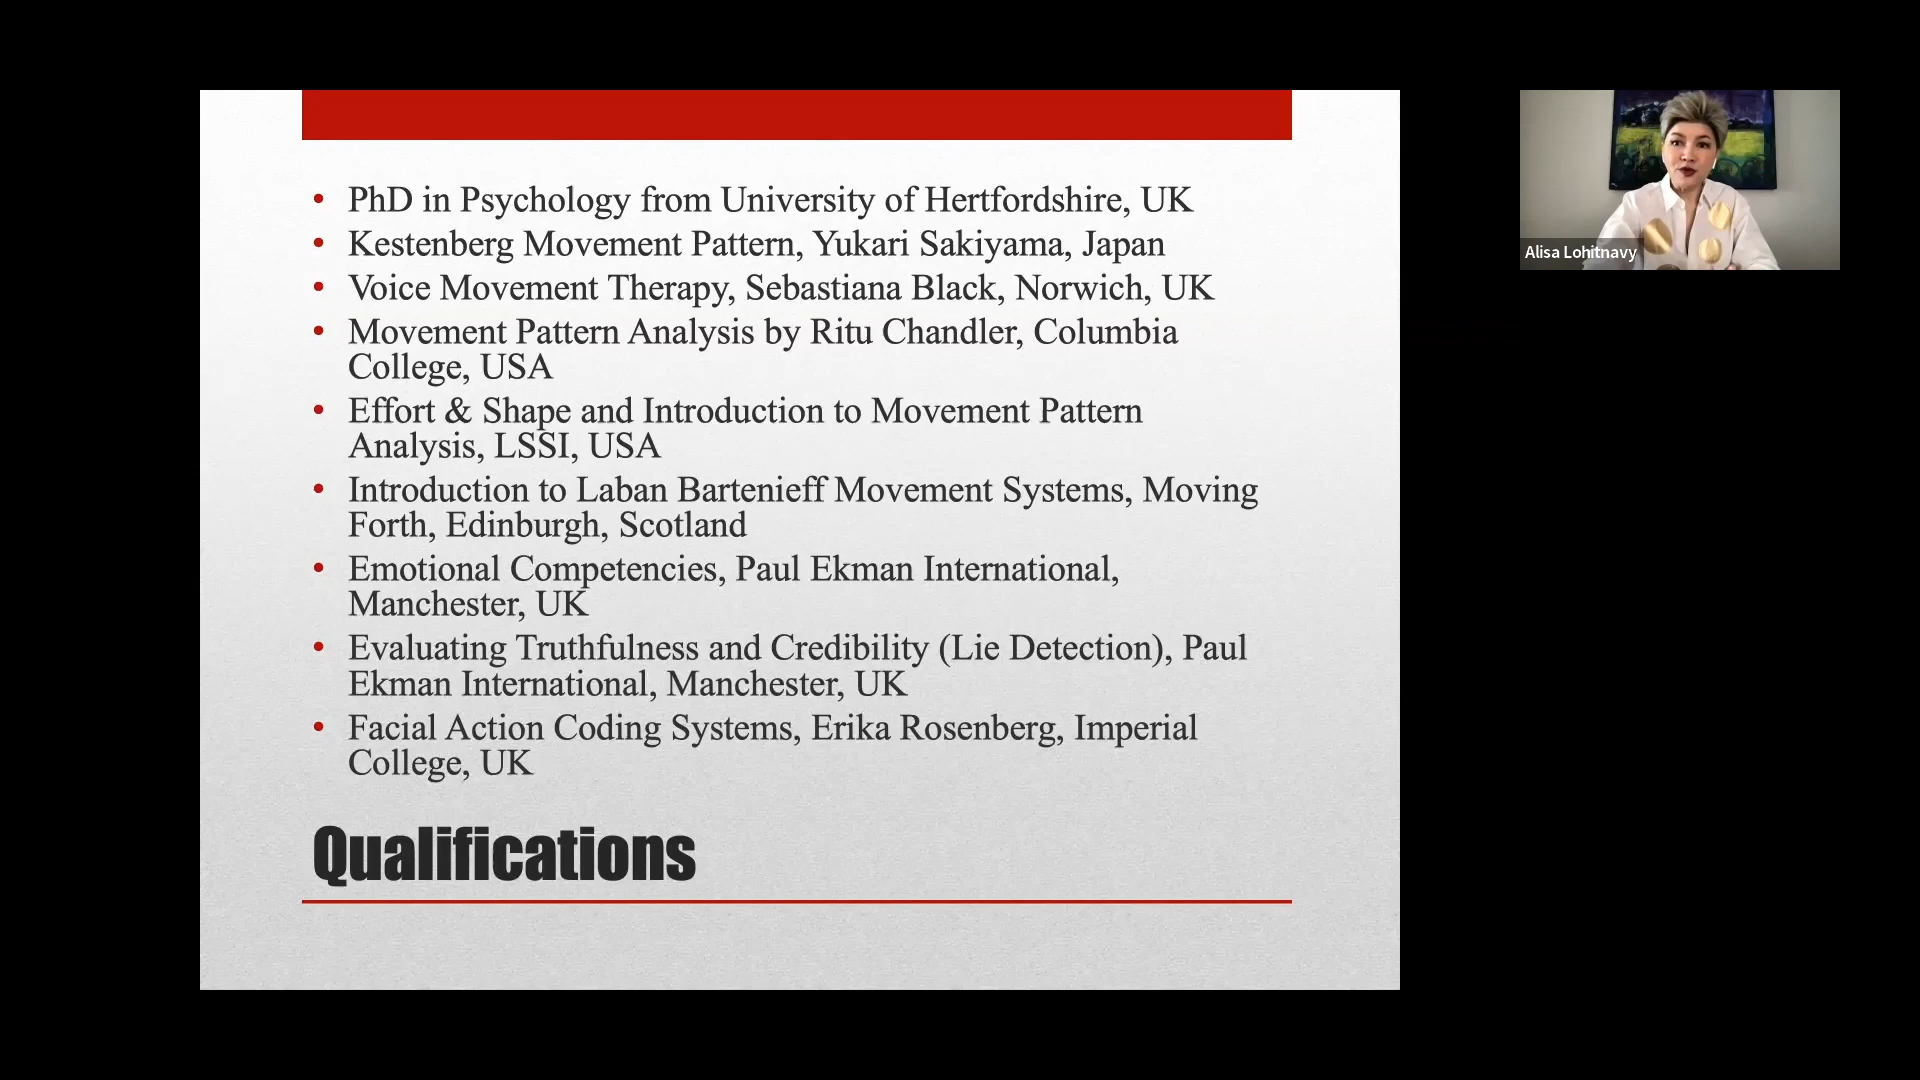 • PhD in Psychology from University of Hertfordshire, UK
• Kestenberg Movement Pattern, Yukari Sakiyama, Japan
• Voice Movement Therapy, Sebastiana Black, Norwich, UK
• Movement Pattern Analysis by Ritu Chandler, Columbia
College, USA
• Effort & Shape and Introduction to Movement Pattern
Analysis, LSSI, USA
• Introduction to Laban Bartenieff Movement Systems, Moving
Forth, Edinburgh, Scotland
• Emotional Competencies, Paul Ekman International,
Manchester, UK
• Evaluating Truthfulness and Credibility (Lie Detection), Paul
Ekman International, Manchester, UK
• Facial Action Coding Systems, Erika Rosenberg, Imperial
College, UK
Qualifications
Alisa Lohitnavy